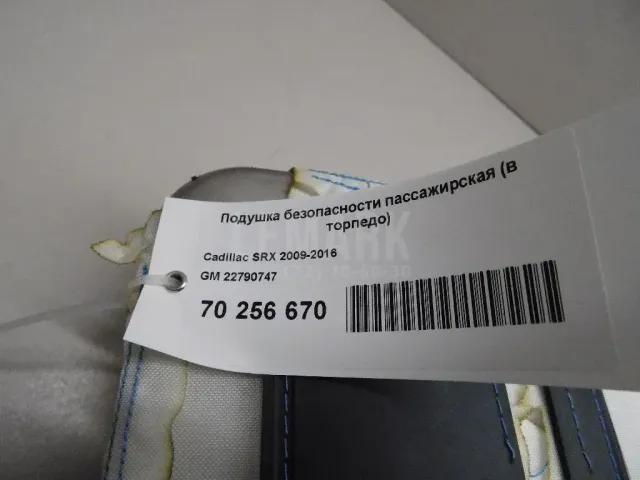 Подушка безопасности пассажирская (в
торпедо)
Cadillac SRX 2009-2016
GM 22790747
70 256 670